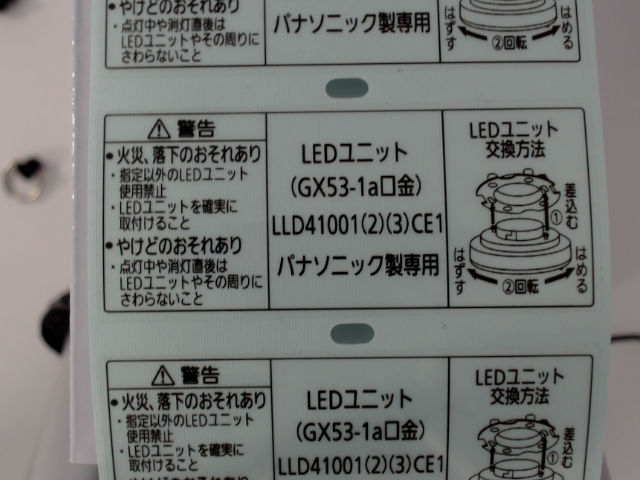 ● やけどのおそれあり
・点灯中や消灯直後は
LEDユニットやその周りに
さわらないこと
パナソニック製専用
はずす
②回転
はめる
⚠ 警告
● 火災、落下のおそれあり
・指定以外のLEDユニット
使用禁止
・LEDユニットを確実に
取付けること
● やけどのおそれあり
・点灯中や消灯直後は
LEDユニットやその周りに
さわらないこと
LEDユニット
(GX53-1a口金)
LLD41001(2)(3)CE1
パナソニック製専用
LEDユニット
交換方法
差込む
①
はずす
②回転
はめる
⚠ 警告
● 火災、落下のおそれあり
・指定以外のLEDユニット
使用禁止
・LEDユニットを確実に
取付けること
LEDユニット
(GX53-1a口金)
LLD41001(2)(3)CE1
LEDユニット
交換方法
差込む
①